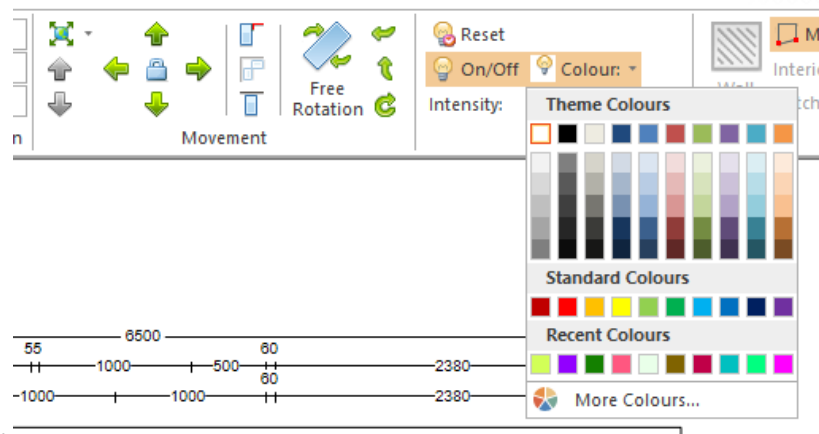 Reset
On/Off Colour:
Intensity:
Free
Rotation
Movement
n
M
Interi
Theme Colours
Standard Colours
Recent Colours
More Colours...
6500
55
60
1000
500
2380
60
1000
1000
2380